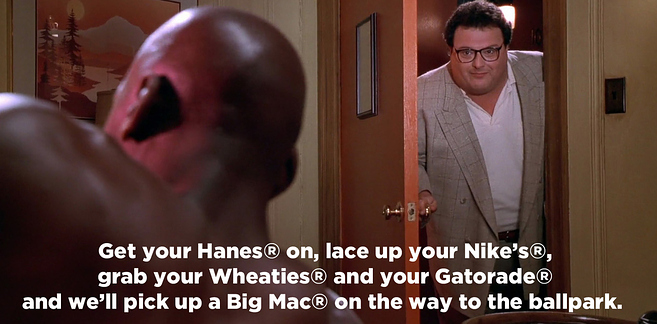 Get your Hanes® on, lace up your Nike's®,
grab your Wheaties® and your Gatorade®
and we'll pick up a Big Mac® on the way to the ballpark.